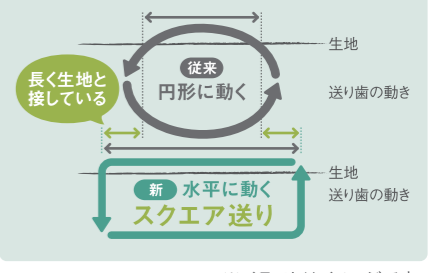 生地
従来
円形に動く
送り歯の動き
長く生地と
接している
生地
新 水平に動く
送り歯の動き
スクエア送り